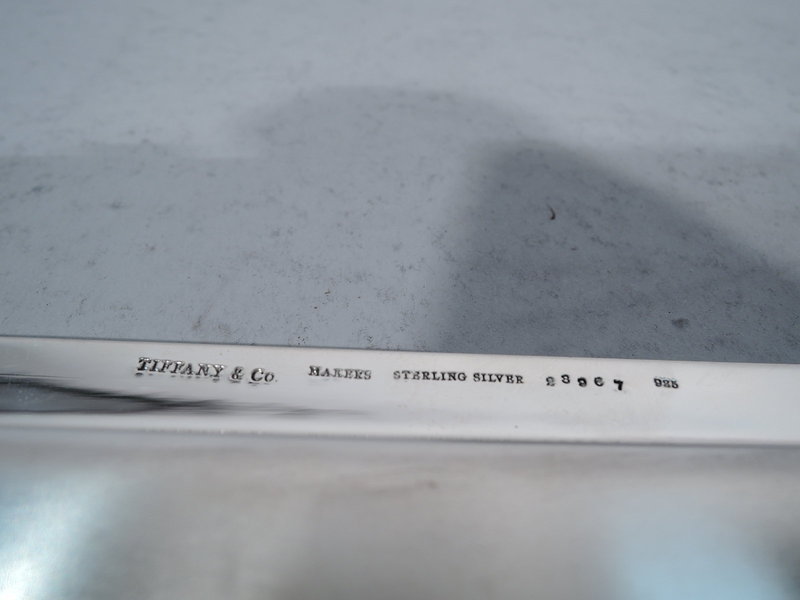 TIFFANY & Co. MAKERS STERLING SILVER 23967 925